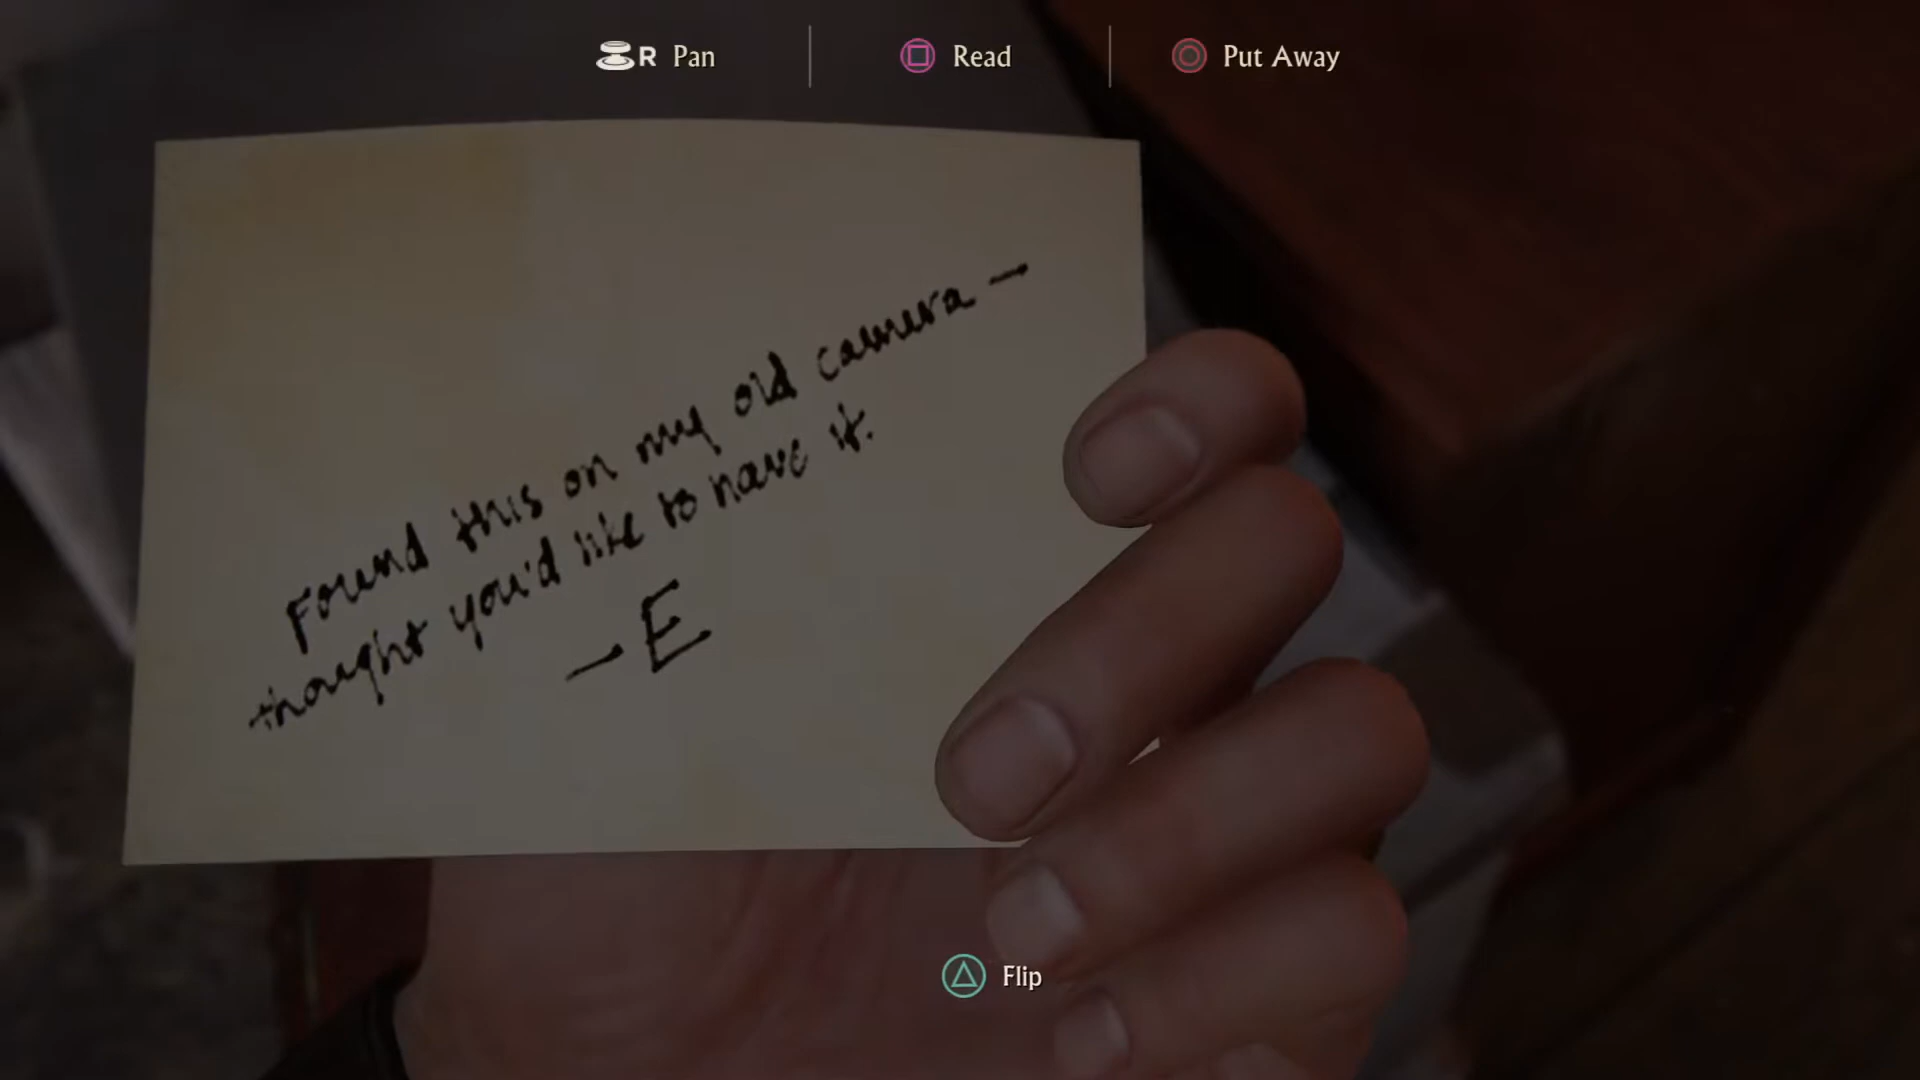 R Pan
Read
Put Away
Found this on my old camera —
thought you'd like to have it.
— E
Flip